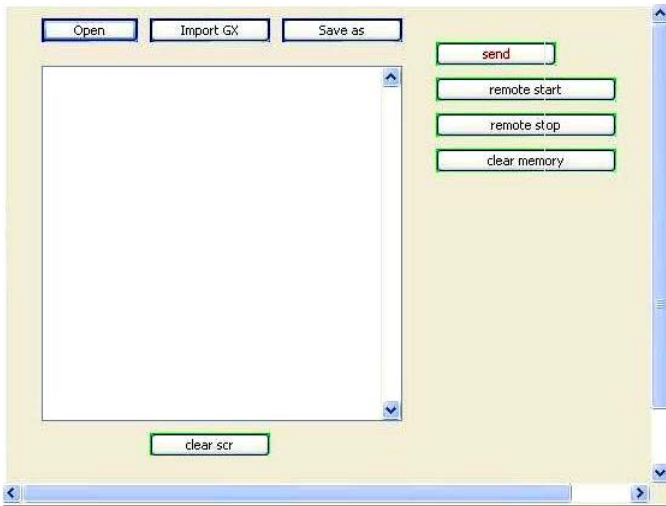 Open
Import GX
Save as
send
remote start
remote stop
clear memory
clear scr